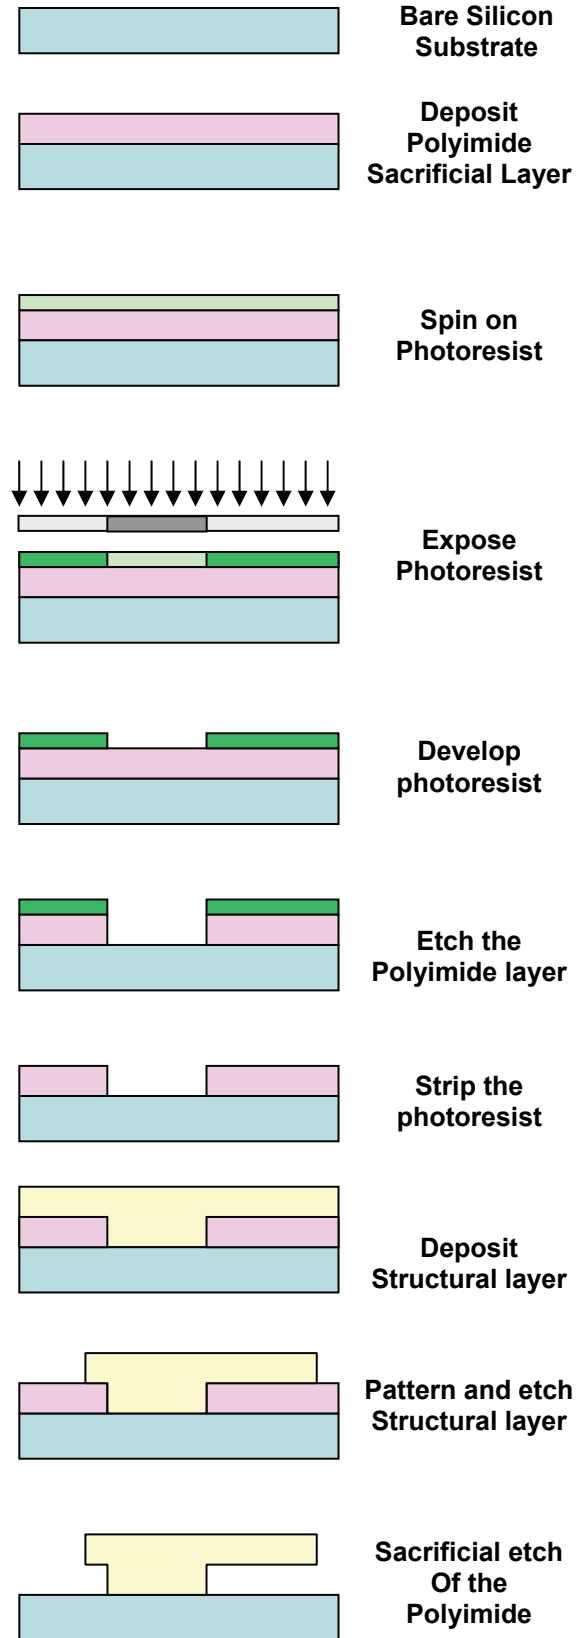 Bare Silicon
Substrate
Deposit
Polyimide
Sacrificial Layer
Spin on
Photoresist
Expose
Photoresist
Develop
photoresist
Etch the
Polyimide layer
Strip the
photoresist
Deposit
Structural layer
Pattern and etch
Structural layer
Sacrificial etch
Of the
Polyimide